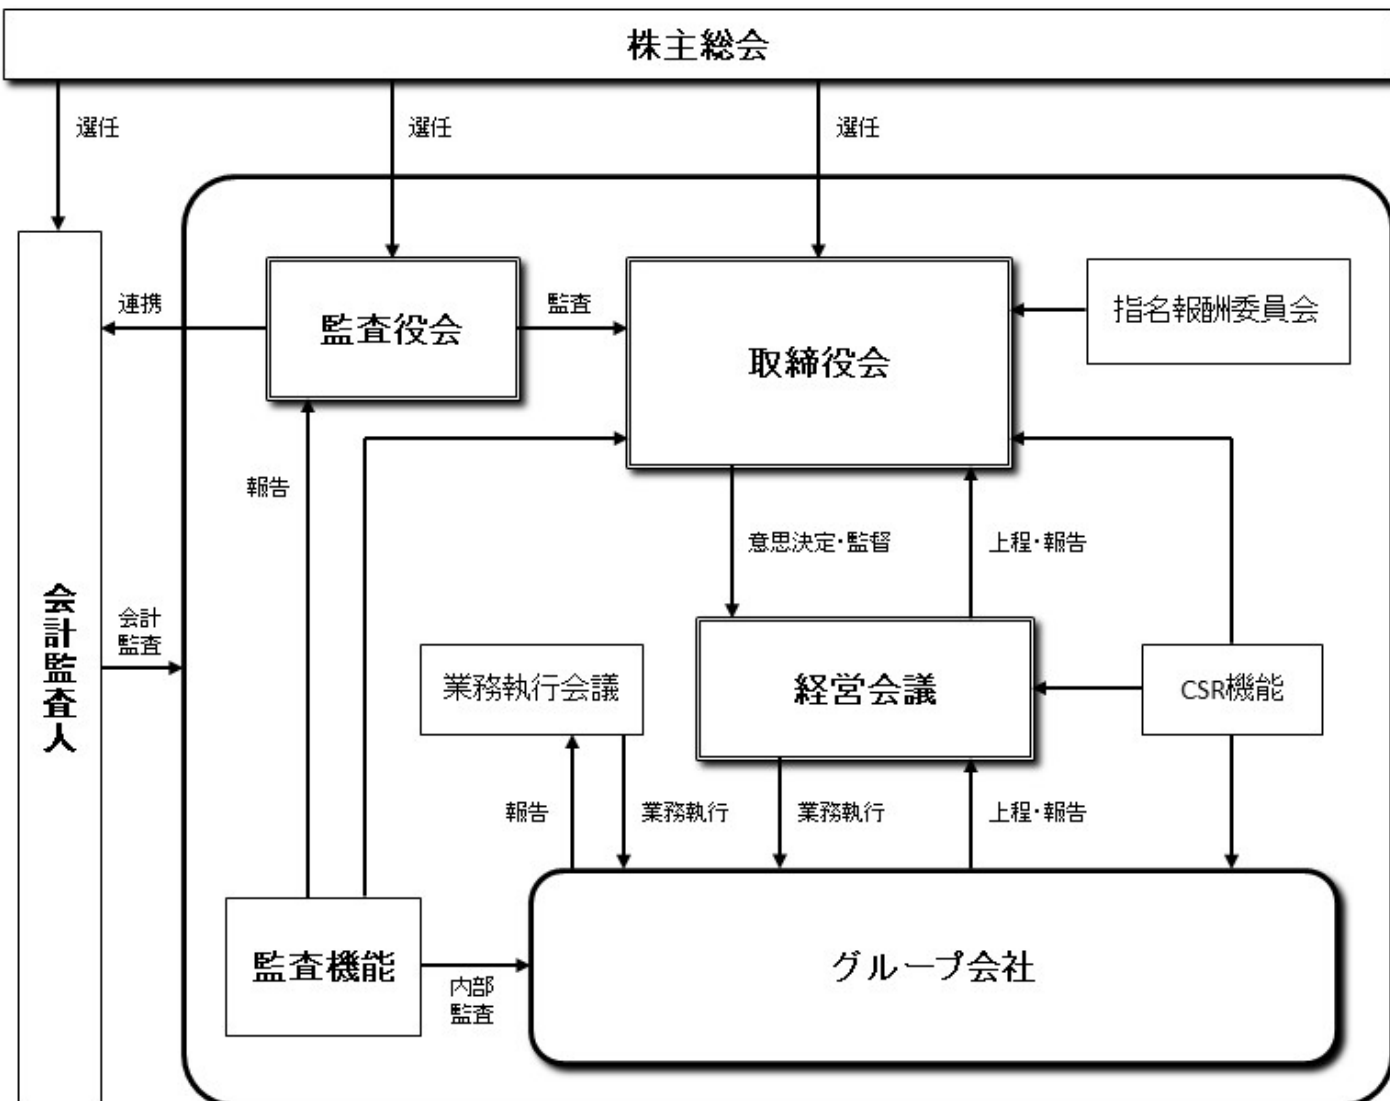 株主総会
選任
選任
選任
連携
監査役会
監査
取締役会
指名報酬委員会
報告
意思決定・監督
上程・報告
会計監査人
会計
監査
業務執行会議
経営会議
CSR機能
報告
業務執行
業務執行
上程・報告
監査機能
内部
監査
グループ会社